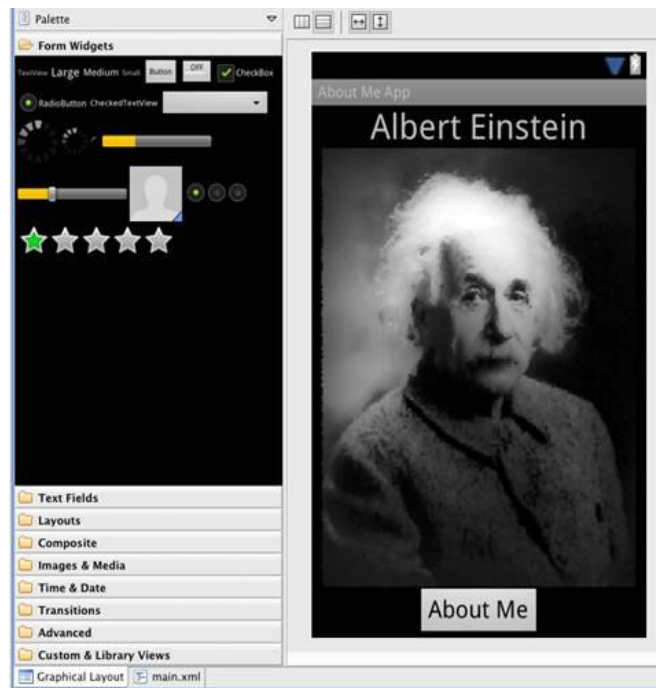 Palette
Form Widgets
TextView Large Medium Small Button OFF CheckBox
RadioButton CheckedTextView
Text Fields
Layouts
Composite
Images & Media
Time & Date
Transitions
Advanced
Custom & Library Views
Graphical Layout main.xml
About Me App
Albert Einstein
About Me